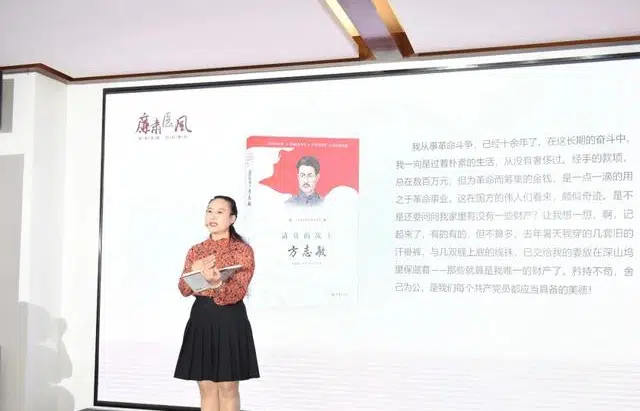 廉肃医风
方志敏
我从事革命斗争，已经十余年了，在这长期的奋斗中，
我一向是过着朴素的生活，从没有奢侈过。经手的款项，
总在数百万元，但为革命而筹集的金钱，是一点一滴的用
之于革命事业，这在国方的伟人们看来，颇似奇迹。是不
是还要问问我家里有没有一些财产？让我想一想，啊，记
起来了，有的有的，但不算多，去年暑天我穿的几套旧的
汗褂裤，与几双缝上底的线袜，已交给我的妻放在深山坞
里保藏着——那些就算是我唯一的财产了。矜持不苟，舍
己为公，是我们每个共产党员都应当具备的美德！